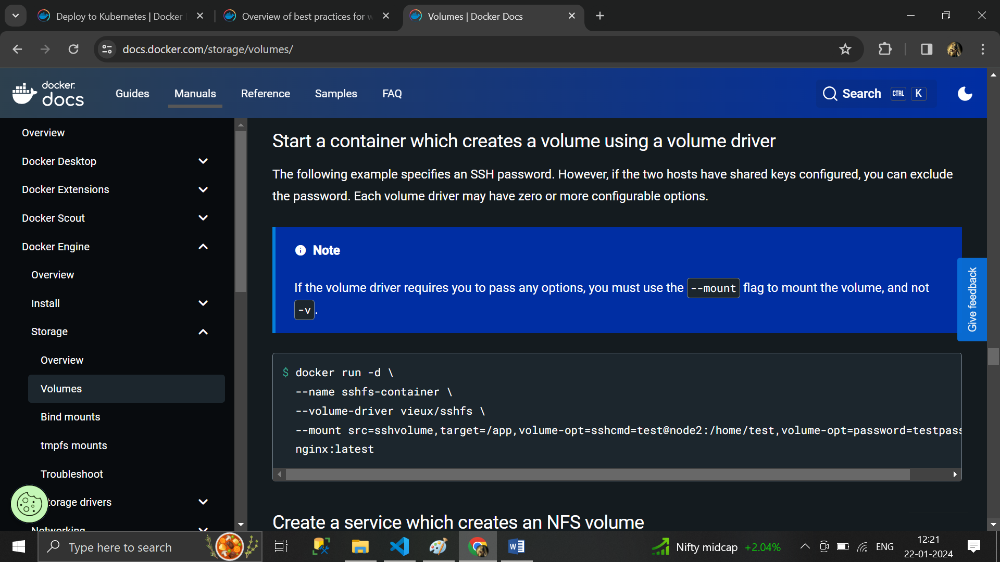 Deploy to Kubernetes | Docker
Overview of best practices for w
Volumes | Docker Docs
docs.docker.com/storage/volumes/
docker
docs
Guides
Manuals
Reference
Samples
FAQ
Search
CTRL
K
Overview
Docker Desktop
Docker Extensions
Docker Scout
Docker Engine
Overview
Install
Storage
Overview
Volumes
Bind mounts
tmpfs mounts
Troubleshoot
torage drivers
Networking
Start a container which creates a volume using a volume driver
The following example specifies an SSH password. However, if the two hosts have shared keys configured, you can exclude
the password. Each volume driver may have zero or more configurable options.
Note
If the volume driver requires you to pass any options, you must use the --mount flag to mount the volume, and not
-v.
$ docker run -d \
--name sshfs-container \
--volume-driver vieux/sshfs \
--mount src=sshvolume,target=/app,volume-opt=sshcmd=test@node2:/home/test,volume-opt=password=testpass
nginx:latest
Create a service which creates an NFS volume
Give feedback
Type here to search
Nifty midcap +2.04%
ENG
12:21
22-01-2024